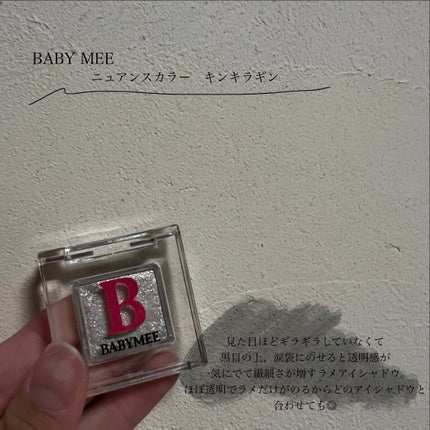 BABY MEE
ニュアンスカラー　キンキラギン
B
BABYMEE
見た目ほどギラギラしていなくて
黒目の上、涙袋にのせると透明感が
気にでて繊細さが増すラメアイシャドウ
ほぼ透明でラメだけがのるからどのアイシャドウと
合わせても◎